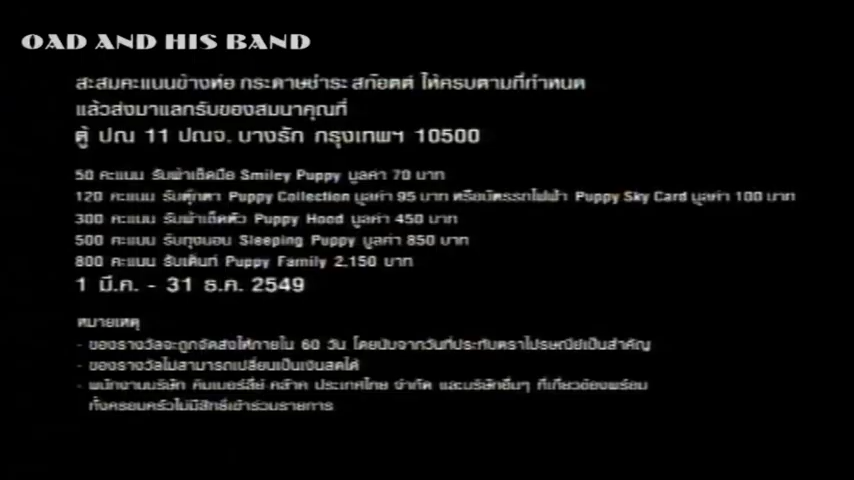 OAD AND HIS BAND
สะสมคะแนนข้างห่อ กระดาษชำระ สก๊อตต์ ให้ครบตามที่กำหนด
แล้วส่งมาแลกรับของสมนาคุณที่
ตู้ ปณ 11 ปณจ. บางรัก กรุงเทพฯ 10500
50 คะแนน รับผ้าเช็ดมือ Smiley Puppy มูลค่า 70 บาท
120 คะแนน รับตุ๊กตา Puppy Collection มูลค่า 95 บาท หรือบัตรรถไฟฟ้า Puppy Sky Card มูลค่า 100 บาท
300 คะแนน รับผ้าเช็ดตัว Puppy Hood มูลค่า 450 บาท
500 คะแนน รับถุงนอน Sleeping Puppy มูลค่า 850 บาท
800 คะแนน รับเต็นท์ Puppy Family 2,150 บาท
1 มี.ค. - 31 ธ.ค. 2549
หมายเหตุ
- ของรางวัลจะถูกจัดส่งให้ภายใน 60 วัน โดยนับจากวันที่ประทับตราไปรษณีย์เป็นสำคัญ
- ของรางวัลไม่สามารถเปลี่ยนเป็นเงินสดได้
- พนักงานบริษัท คิมเบอร์ลี่ย์-คล๊าค ประเทศไทย จำกัด และบริษัทอื่นๆ ที่เกี่ยวข้องพร้อม
ทั้งครอบครัวไม่มีสิทธิ์เข้าร่วมรายการ